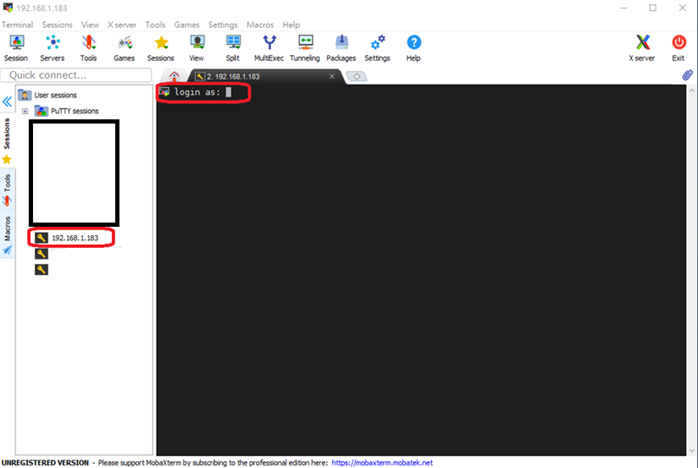 192.168.1.183
Terminal Sessions View X server Tools Games Settings Macros Help
Session Servers Tools Games Sessions View Split MultiExec Tunneling Packages Settings Help X server Exit
Quick connect...
2. 192.168.1.183
User sessions
PuTTY sessions
192.168.1.183
Sessions
Tools
Macros
login as:
UNREGISTERED VERSION - Please support MobaXterm by subscribing to the professional edition here: https://mobaxterm.mobatek.net